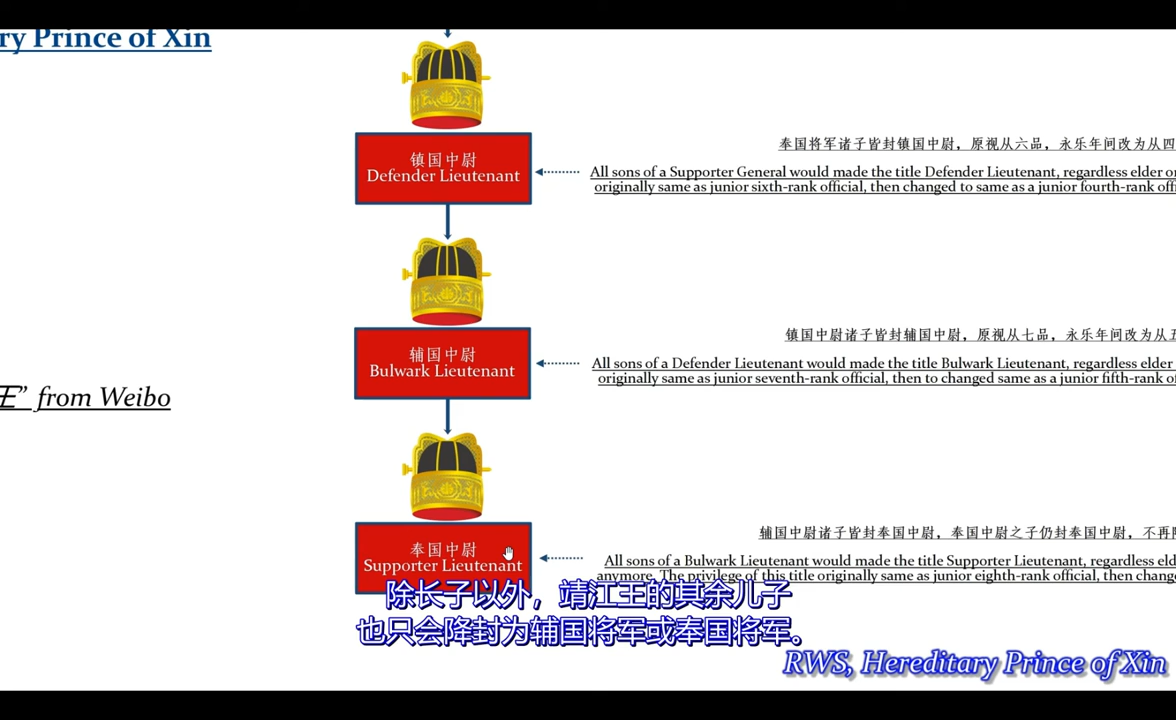 ry Prince of Xin
镇国中尉
Defender Lieutenant
奉国将军诸子皆封镇国中尉，原视从六品，永乐年间改为从四
All sons of a Supporter General would made the title Defender Lieutenant, regardless elder or
originally same as junior sixth-rank official, then changed to same as a junior fourth-rank offi
辅国中尉
Bulwark Lieutenant
镇国中尉诸子皆封辅国中尉，原视从七品，永乐年间改为从五
All sons of a Defender Lieutenant would made the title Bulwark Lieutenant, regardless elder
originally same as junior seventh-rank official, then to changed same as a junior fifth-rank of
王” from Weibo
奉国中尉
Supporter Lieutenant
辅国中尉诸子皆封奉国中尉，奉国中尉之子仍封奉国中尉，不再降
All sons of a Bulwark Lieutenant would made the title Supporter Lieutenant, regardless eld
anymore. The privilege of this title originally same as junior eighth-rank official, then change
除长子以外，靖江王的其余儿子
也只会降封为辅国将军或奉国将军。
RWS, Hereditary Prince of Xin